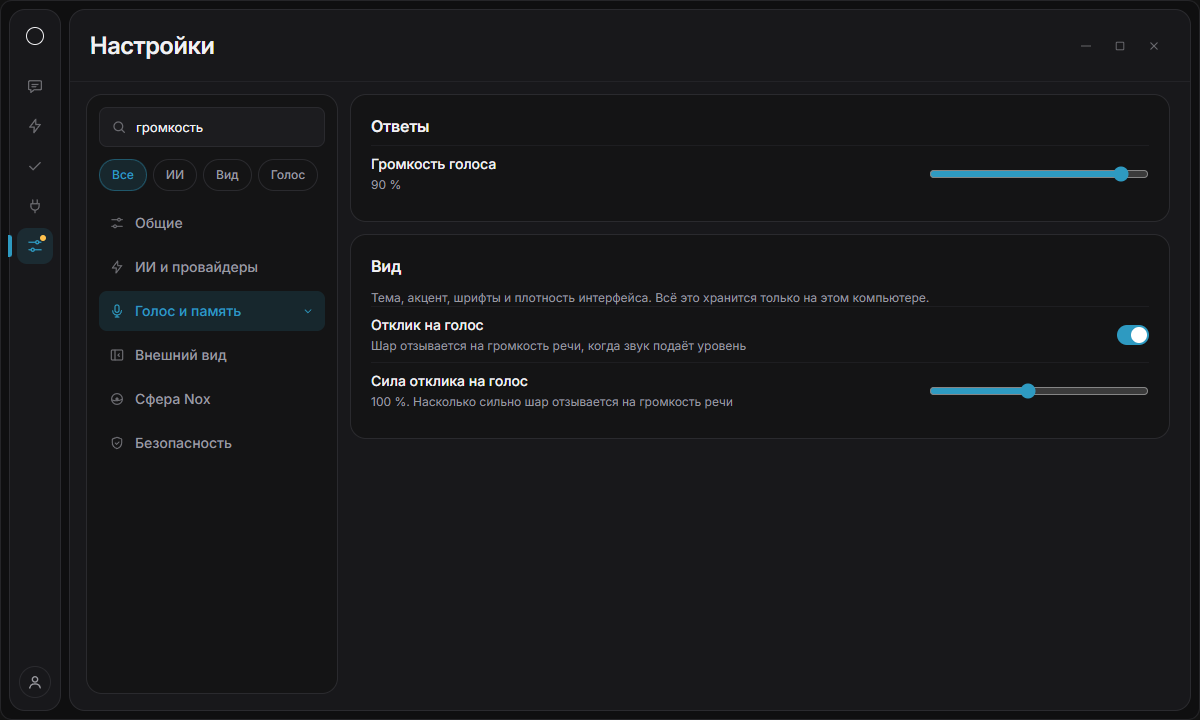 Настройки
громкость
Все
ИИ
Вид
Голос
Общие
ИИ и провайдеры
Голос и память
Внешний вид
Сфера Nox
Безопасность
Ответы
Громкость голоса
90 %
Вид
Тема, акцент, шрифты и плотность интерфейса. Всё это хранится только на этом компьютере.
Отклик на голос
Шар отзывается на громкость речи, когда звук подаёт уровень
Сила отклика на голос
100 %. Насколько сильно шар отзывается на громкость речи